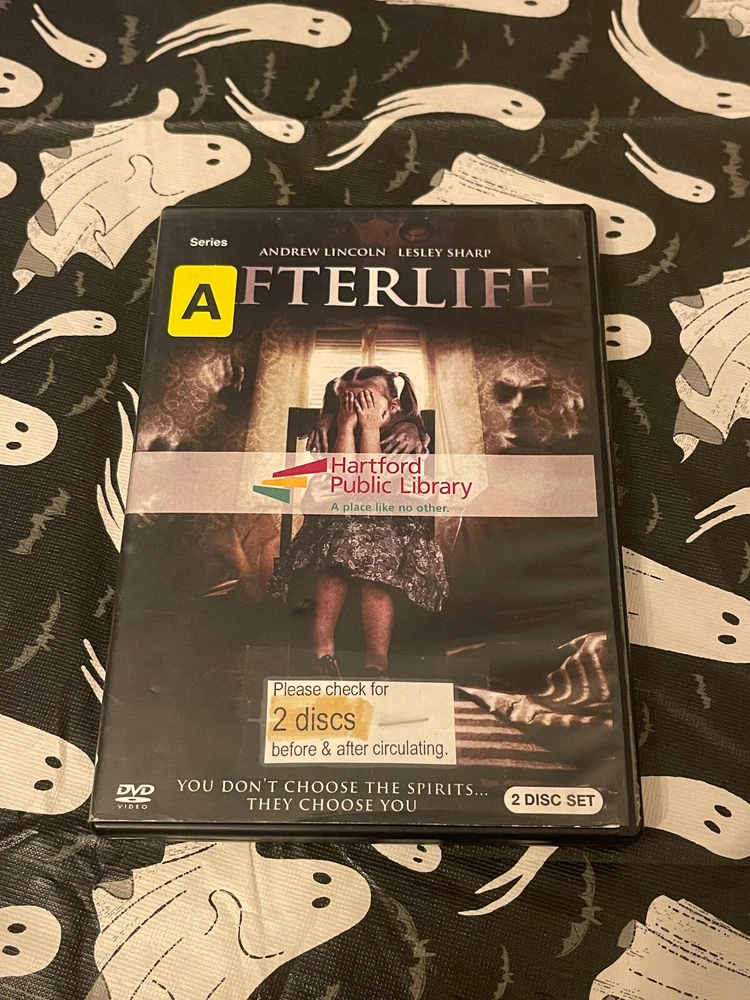 Series
ANDREW LINCOLN LESLEY SHARP
AFTERLIFE
Hartford
Public Library
A place like no other.
Please check for
2 discs
before & after circulating.
DVD
VIDEO
YOU DON'T CHOOSE THE SPIRITS...
THEY CHOOSE YOU
2 DISC SET